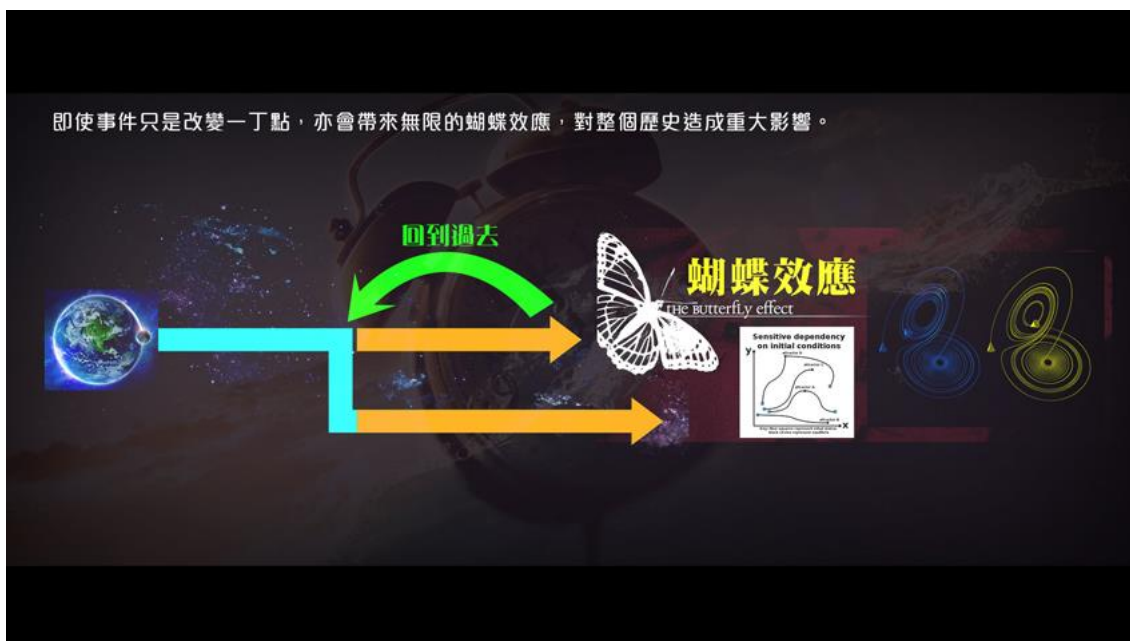 即使事件只是改變一丁點，亦會帶來無限的蝴蝶效應，對整個歷史造成重大影響。
回到過去
蝴蝶效應
THE BUTTERFLY effect
Sensitive dependency
on initial conditions
y
x